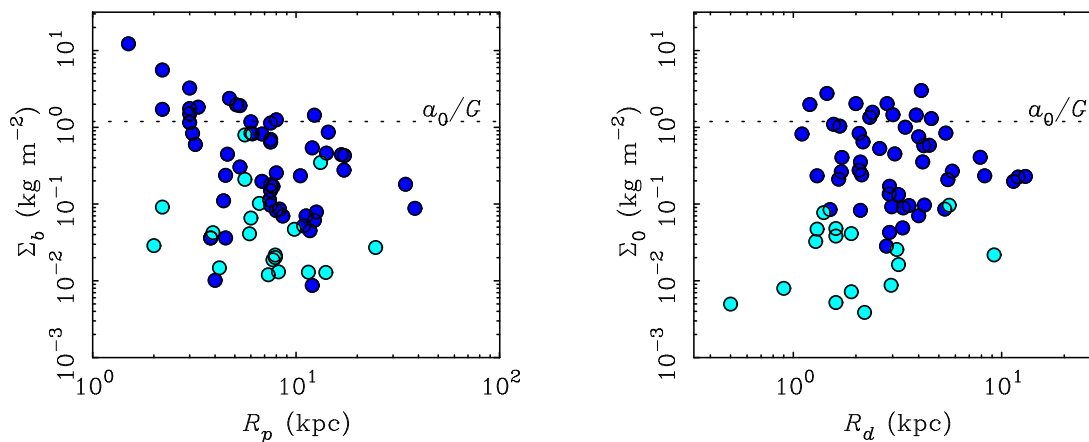 10¹ 10⁰ 10⁻¹ 10⁻² 10⁻³
Σ_b (kg m⁻²)
a₀/G
10⁰ 10¹ 10²
R_p (kpc)
10¹ 10⁰ 10⁻¹ 10⁻² 10⁻³
Σ₀ (kg m⁻²)
a₀/G
10⁰ 10¹
R_d (kpc)